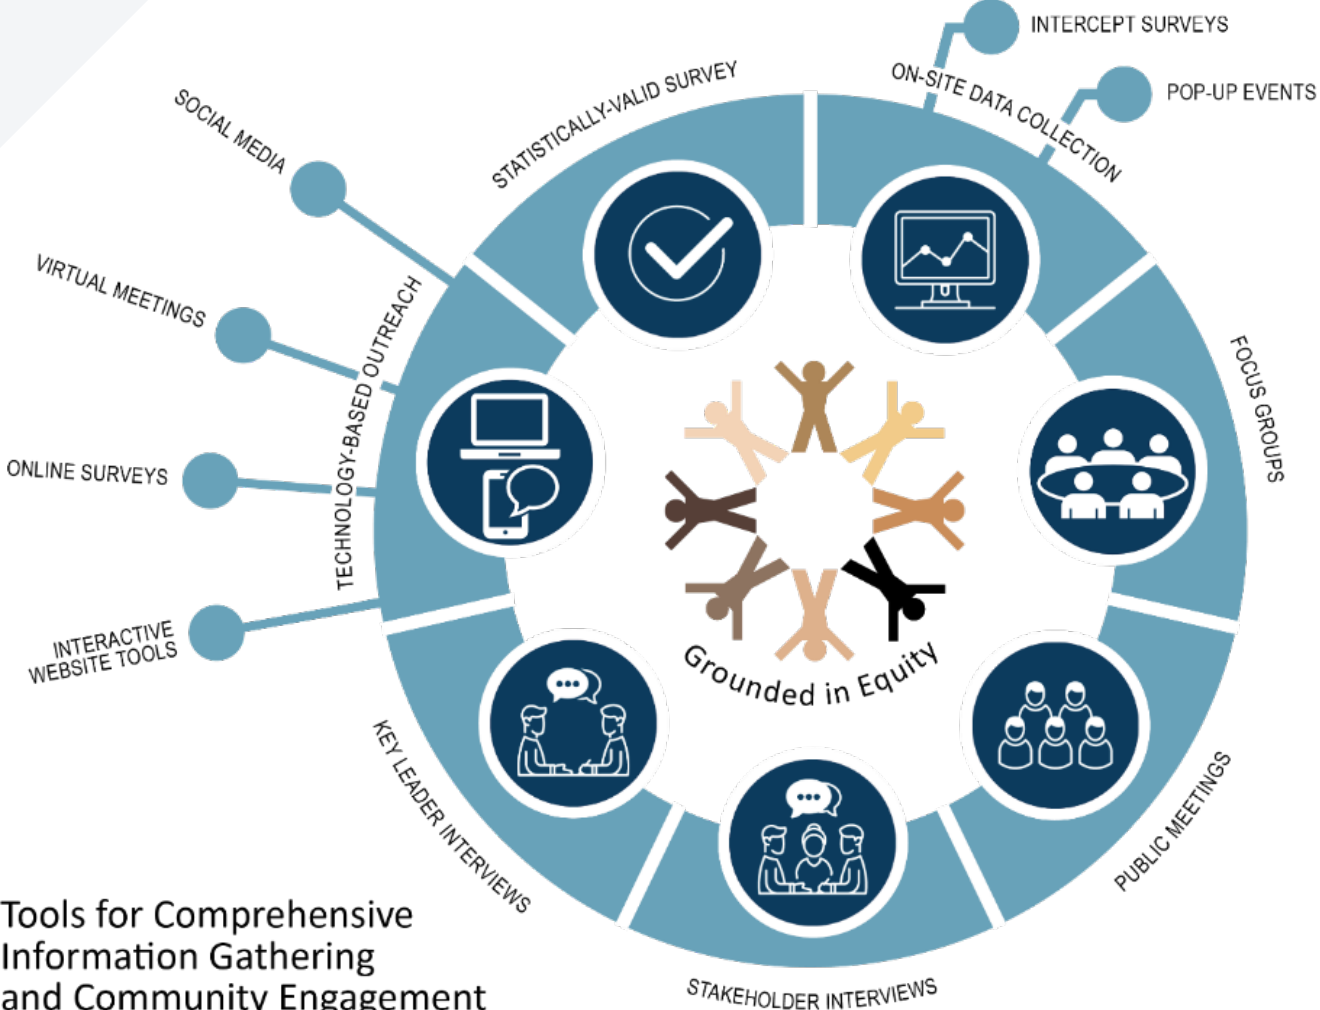 INTERCEPT SURVEYS
ON-SITE DATA COLLECTION
POP-UP EVENTS
STATISTICALLY-VALID SURVEY
SOCIAL MEDIA
VIRTUAL MEETINGS
TECHNOLOGY-BASED OUTREACH
FOCUS GROUPS
ONLINE SURVEYS
INTERACTIVE
WEBSITE TOOLS
Grounded in Equity
KEY LEADER INTERVIEWS
PUBLIC MEETINGS
STAKEHOLDER INTERVIEWS
Tools for Comprehensive
Information Gathering
and Community Engagement